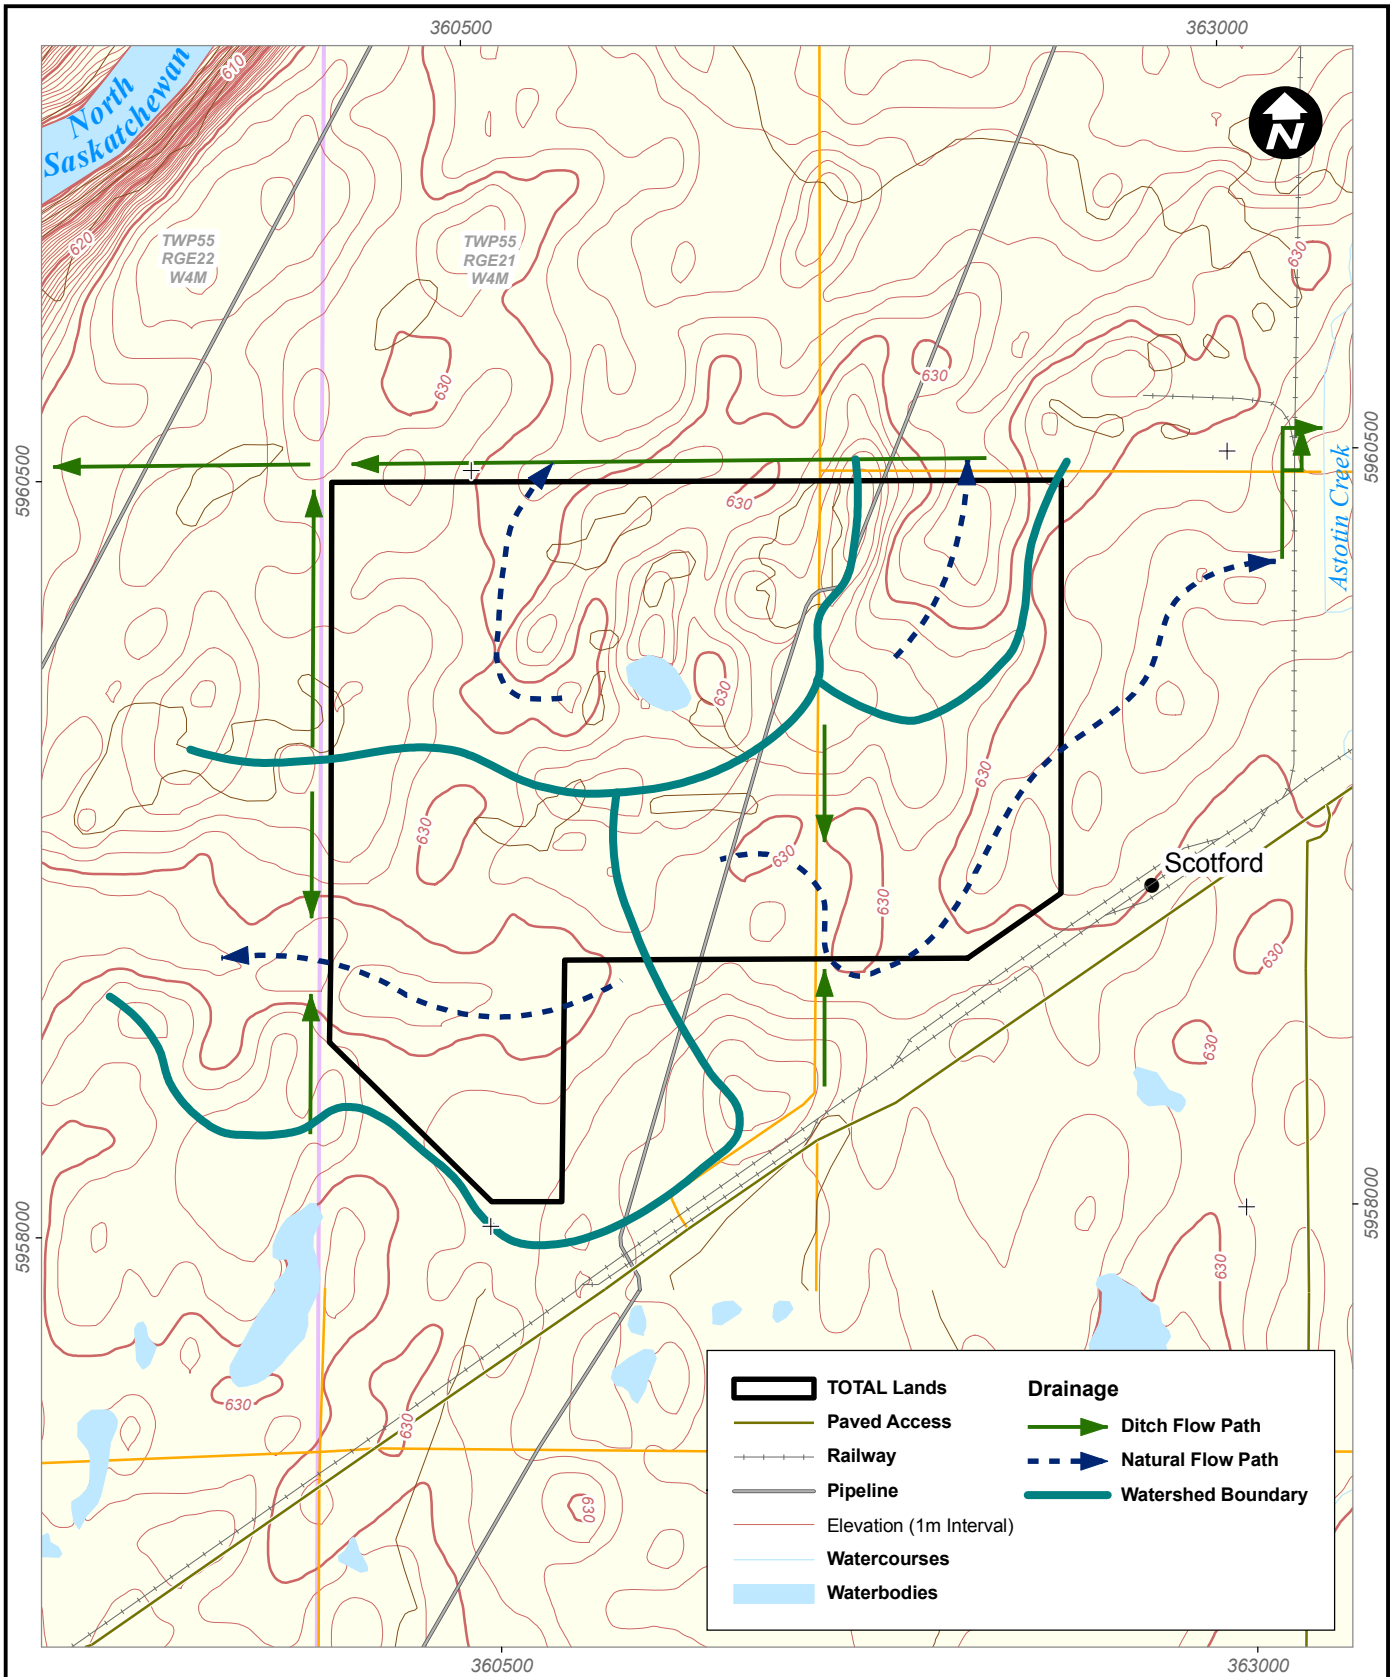 360500
363000
610
North
Saskatchewan
N
TWP55
RGE22
W4M
TWP55
RGE21
W4M
620
630
630
630
5960500
5960500
630
Astotin Creek
630
630
630
630
630
Scotford
630
630
5958000
5958000
630
630
630
630
TOTAL Lands
Paved Access
Railway
Pipeline
Elevation (1m Interval)
Watercourses
Waterbodies
Drainage
Ditch Flow Path
Natural Flow Path
Watershed Boundary
360500
363000